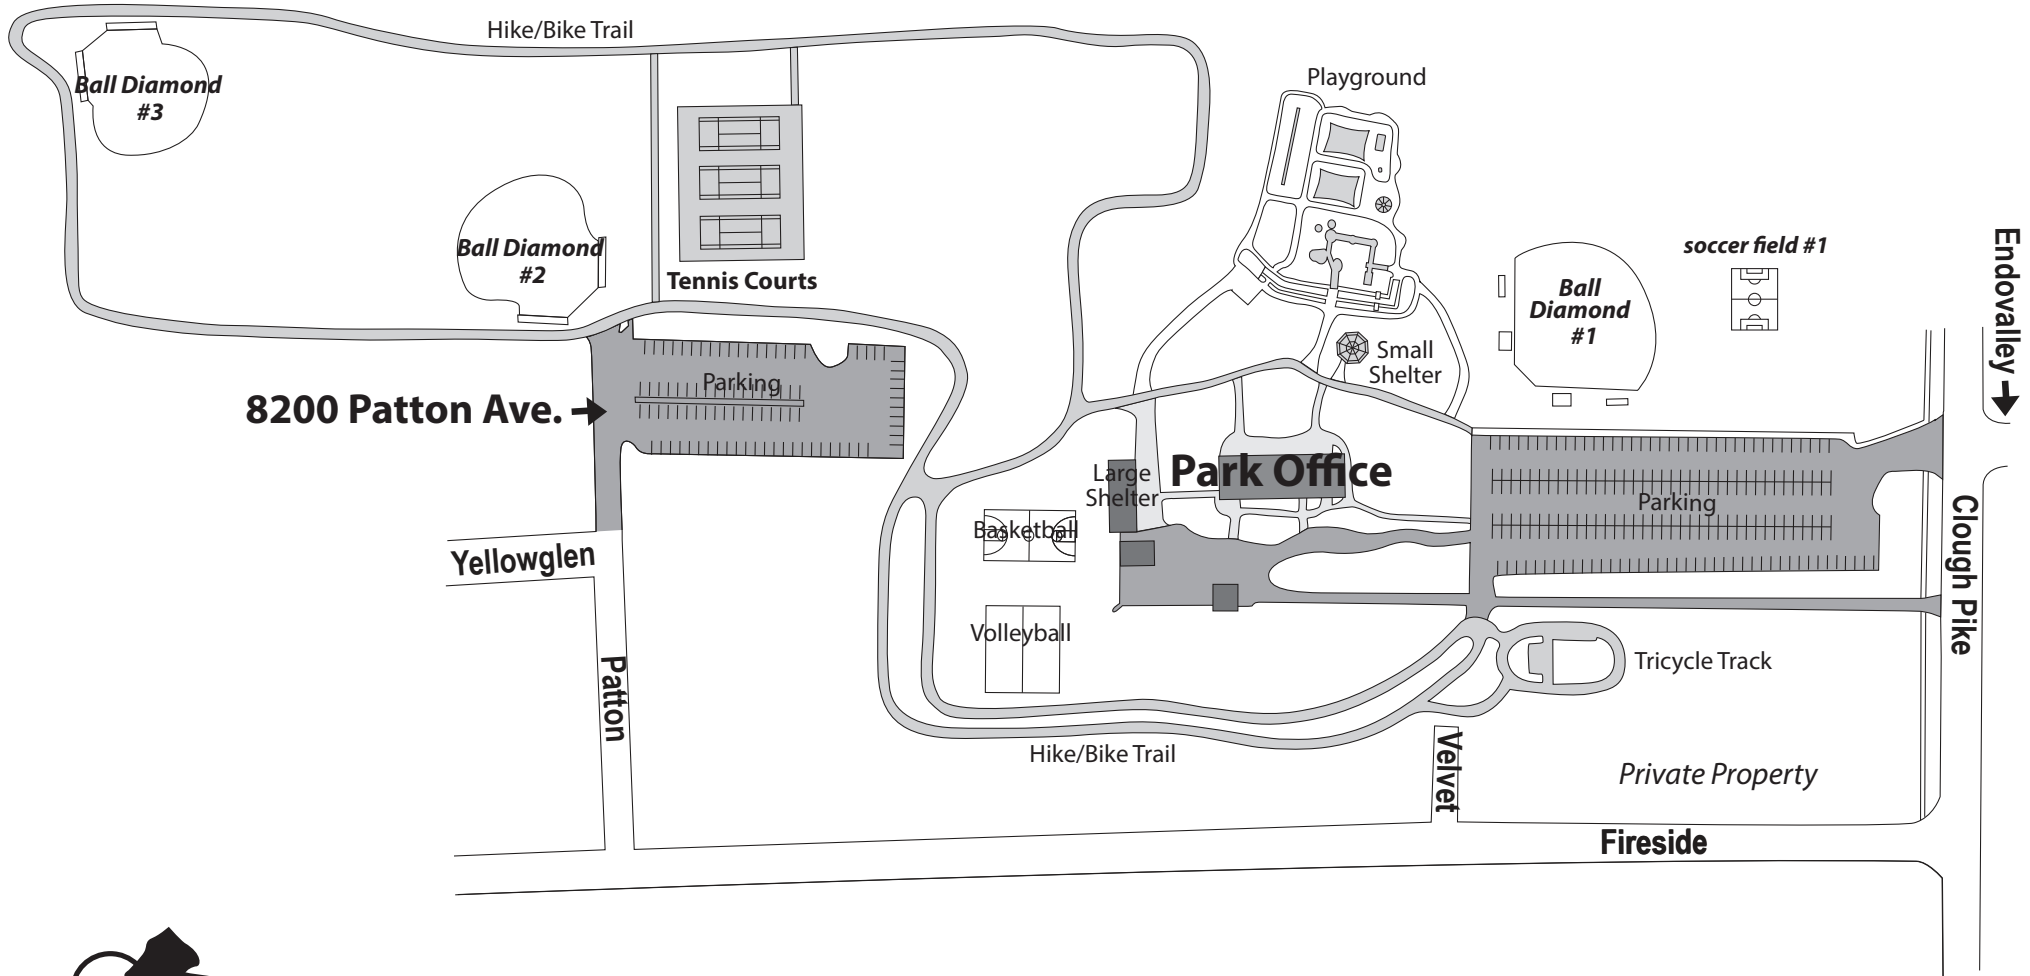 Hike/Bike Trail
Ball Diamond
#3
Playground
Ball Diamond
#2
Tennis Courts
soccer field #1
Endovalley
Ball
Diamond
#1
Small
Shelter
Parking
8200 Patton Ave.
Large
Shelter
Park Office
Parking
Basketball
Yellowglen
Clough Pike
Volleyball
Patton
Tricycle Track
Hike/Bike Trail
Velvet
Private Property
Fireside